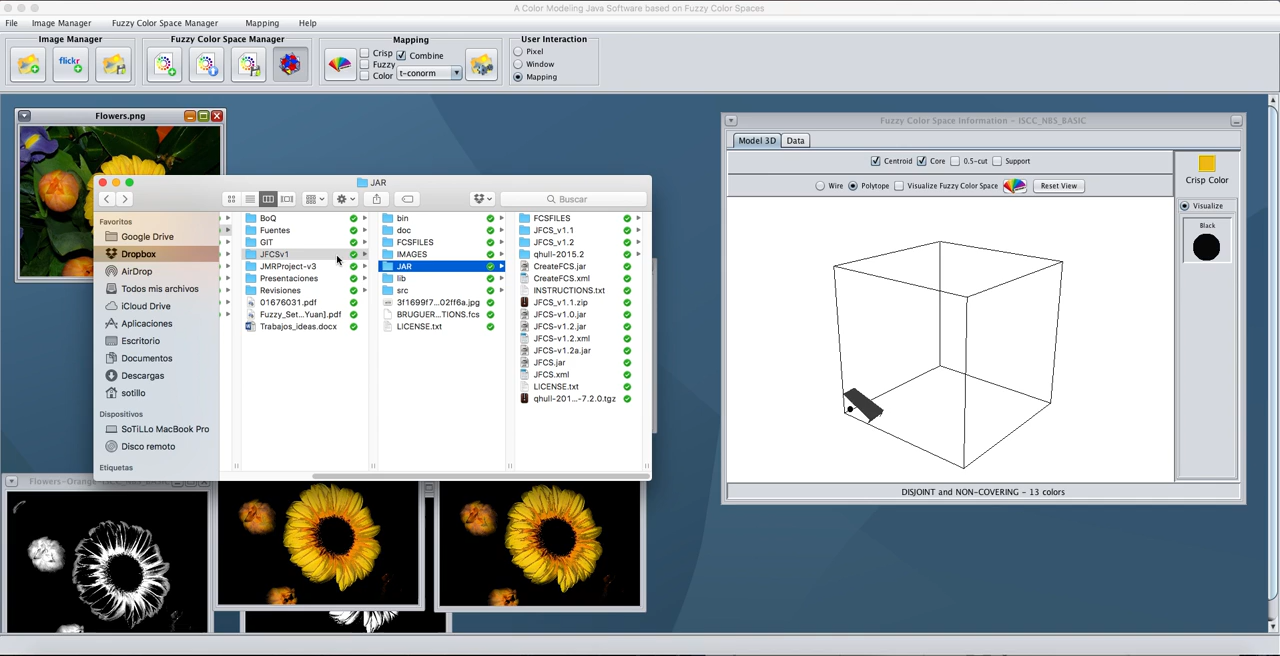 A Color Modeling Java Software based on Fuzzy Color Spaces
File Image Manager Fuzzy Color Space Manager Mapping Help
Image Manager
Fuzzy Color Space Manager
Mapping
User Interaction
flickr
Crisp
Fuzzy
Color
Combine
t-conorm
Pixel
Window
Mapping
Flowers.png
JAR
Buscar
Favoritos
Google Drive
Dropbox
AirDrop
Todos mis archivos
iCloud Drive
Aplicaciones
Escritorio
Documentos
Descargas
sotillo
Dispositivos
SoTiLLo MacBook Pro
Disco remoto
Etiquetas
BoQ
Fuentes
GIT
JFCSv1
JMRProject-v3
Presentaciones
Revisiones
01676031.pdf
Fuzzy_Set...Yuan].pdf
Trabajos_ideas.docx
bin
doc
FCSFILES
IMAGES
JAR
lib
src
3f1699f7...02ff6a.jpg
BRUGUER...TIONS.fcs
LICENSE.txt
FCSFILES
JFCS_v1.1
JFCS_v1.2
qhull-2015.2
CreateFCS.jar
CreateFCS.xml
INSTRUCTIONS.txt
JFCS_v1.1.zip
JFCS-v1.0.jar
JFCS-v1.2.jar
JFCS-v1.2.xml
JFCS-v1.2a.jar
JFCS.jar
JFCS.xml
LICENSE.txt
qhull-201...-7.2.0.tgz
Fuzzy Color Space Information - ISCC_NBS_BASIC
Model 3D Data
Centroid Core 0.5-cut Support
Wire Polytope Visualize Fuzzy Color Space Reset View
Crisp Color
Visualize
Black
DISJOINT and NON-COVERING - 13 colors